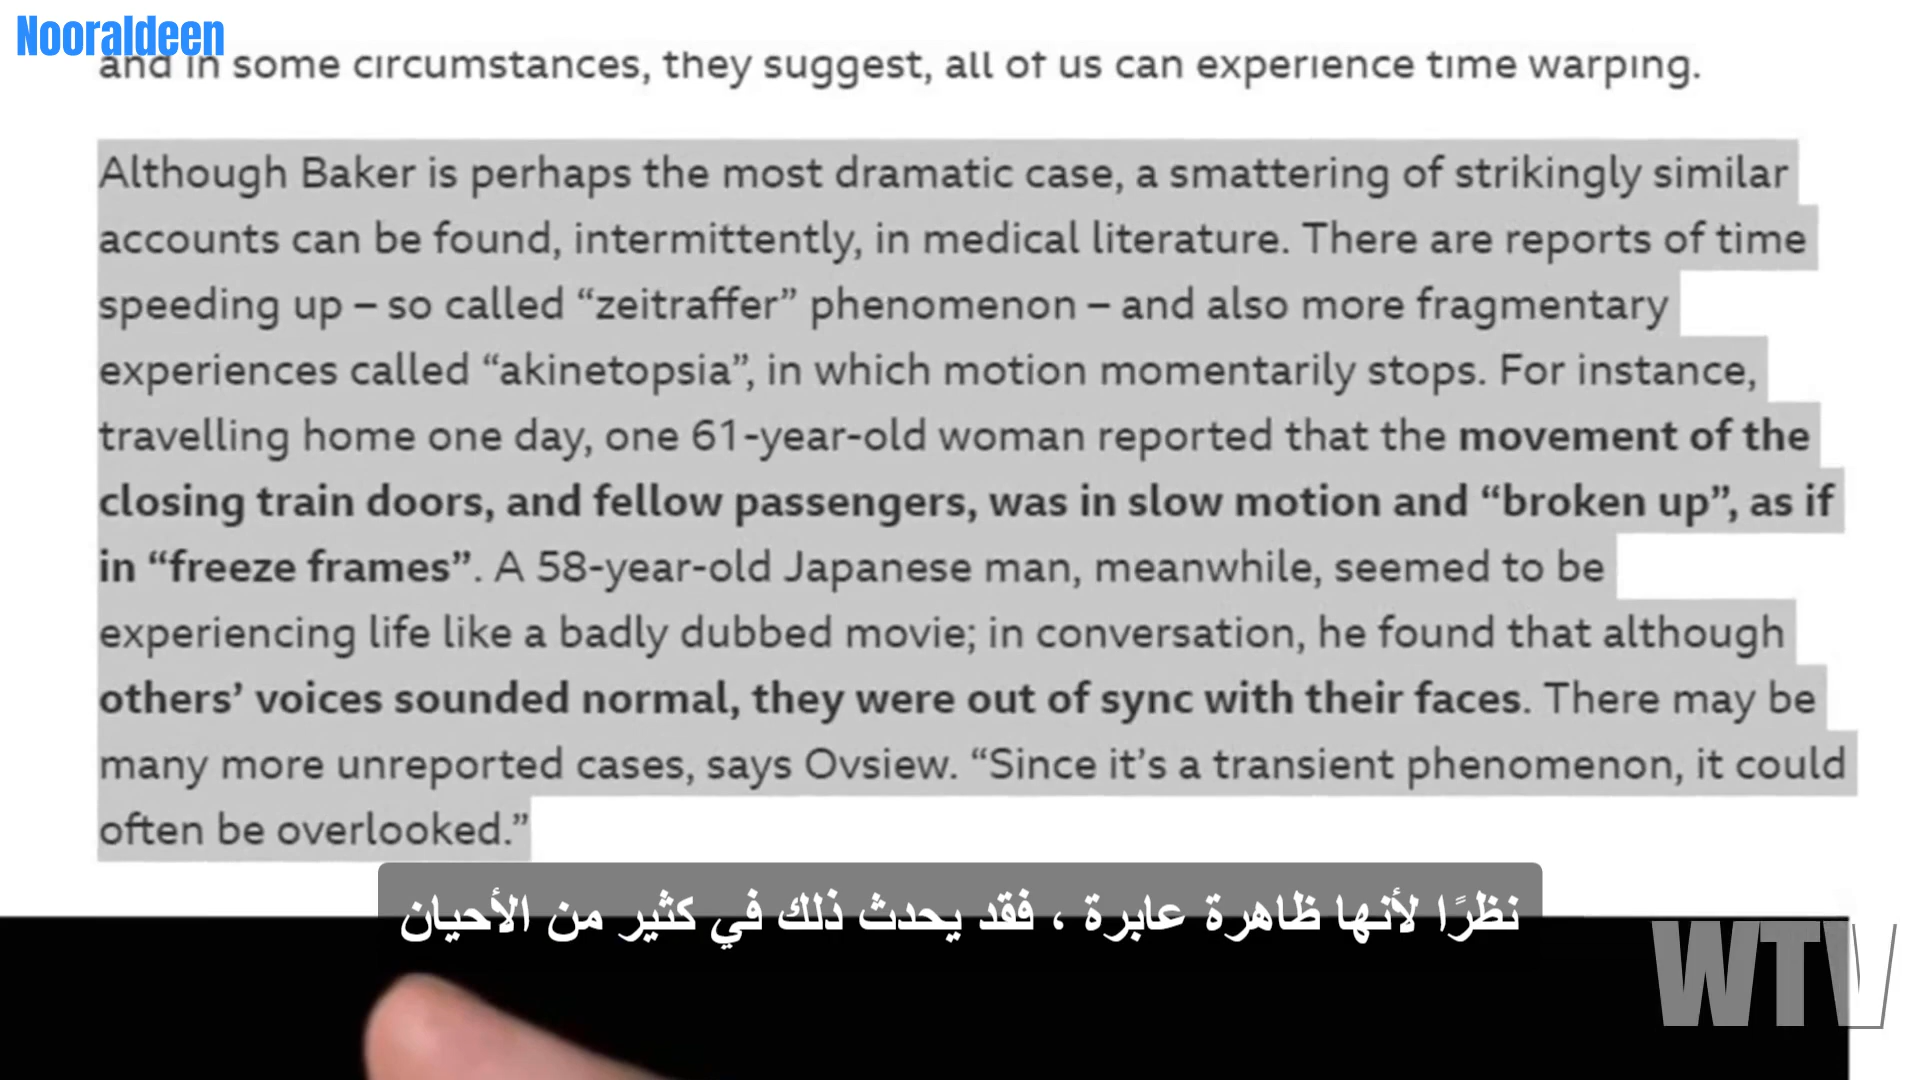 Nooraldeen
and in some circumstances, they suggest, all of us can experience time warping.
Although Baker is perhaps the most dramatic case, a smattering of strikingly similar
accounts can be found, intermittently, in medical literature. There are reports of time
speeding up – so called “zeitraffer” phenomenon – and also more fragmentary
experiences called “akinetopsia”, in which motion momentarily stops. For instance,
travelling home one day, one 61-year-old woman reported that the movement of the
closing train doors, and fellow passengers, was in slow motion and “broken up”, as if
in “freeze frames”. A 58-year-old Japanese man, meanwhile, seemed to be
experiencing life like a badly dubbed movie; in conversation, he found that although
others’ voices sounded normal, they were out of sync with their faces. There may be
many more unreported cases, says Ovsiew. “Since it’s a transient phenomenon, it could
often be overlooked.”
نظرًا لأنها ظاهرة عابرة ، فقد يحدث ذلك في كثير من الأحيان
WTV